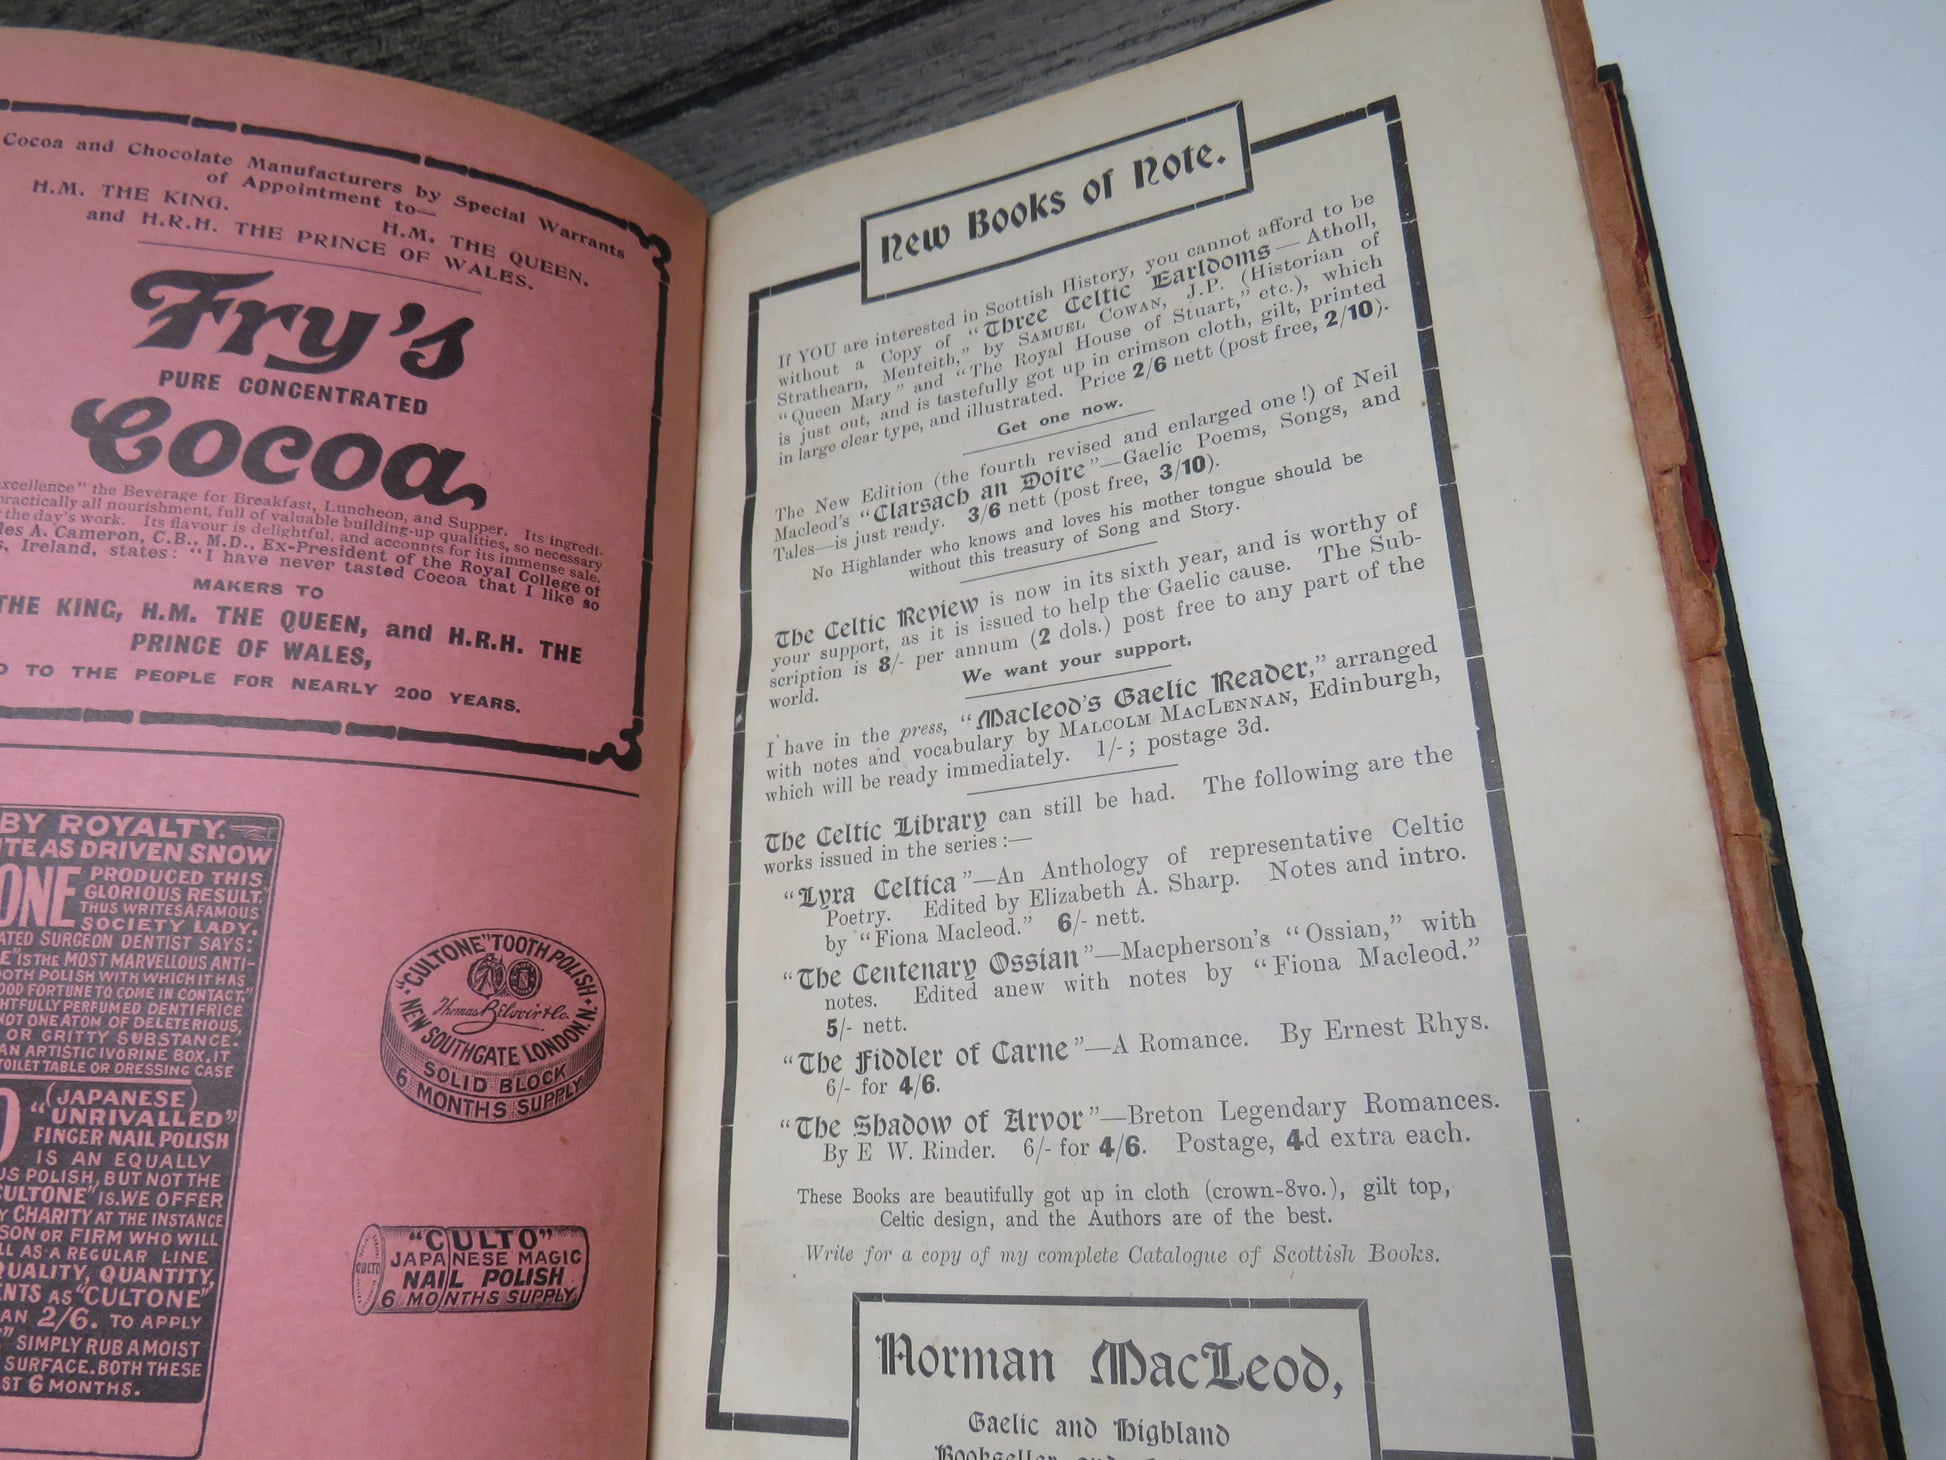 Cocoa and Chocolate Manufacturers by Special Warrants
of Appointment to—
H.M. THE KING.
H.M. THE QUEEN.
and H.R.H. THE PRINCE OF WALES.
Fry's
PURE CONCENTRATED
Cocoa
excellence" the Beverage for Breakfast, Luncheon, and Supper. Its ingredi-
practically all nourishment, full of valuable building-up qualities, so necessary
the day's work. Its flavour is delightful, and accounts for its immense sale.
les A. Cameron, C.B., M.D., Ex-President of the Royal College of
s, Ireland, states: "I have never tasted Cocoa that I like so
MAKERS TO
THE KING, H.M. THE QUEEN, and H.R.H. THE
PRINCE OF WALES,
D TO THE PEOPLE FOR NEARLY 200 YEARS.
BY ROYALTY.
ITE AS DRIVEN SNOW
ONE PRODUCED THIS
GLORIOUS RESULT.
THUS WRITES A FAMOUS
SOCIETY LADY.
ATED SURGEON DENTIST SAYS:
E" IS THE MOST MARVELLOUS ANTI-
OOTH POLISH WITH WHICH IT HAS
OOD FORTUNE TO COME IN CONTACT."
HTFULLY PERFUMED DENTIFRICE
NOT ONE ATOM OF DELETERIOUS,
OR GRITTY SUBSTANCE.
AN ARTISTIC IVORINE BOX. IT
TOILET TABLE OR DRESSING CASE
O (JAPANESE)
"UNRIVALLED"
FINGER NAIL POLISH
IS AN EQUALLY
US POLISH, BUT NOT THE
CULTONE" IS. WE OFFER
Y CHARITY AT THE INSTANCE
SON OR FIRM WHO WILL
LL AS A REGULAR LINE
QUALITY, QUANTITY,
ENTS AS "CULTONE"
AN 2/6. TO APPLY
" SIMPLY RUB A MOIST
SURFACE. BOTH THESE
ST 6 MONTHS.
"CULTONE" TOOTH POLISH
Thomas Belvoir & Co.
NEW SOUTHGATE LONDON. N.
SOLID BLOCK
6 MONTHS SUPPLY
CULTO
"CULTO"
JAPANESE MAGIC
NAIL POLISH
6 MONTHS SUPPLY
New Books of Note.
If YOU are interested in Scottish History, you cannot afford to be
without a Copy of "Three Celtic Earldoms—Atholl,
Strathearn, Menteith," by SAMUEL COWAN, J.P. (Historian of
"Queen Mary" and "The Royal House of Stuart," etc.), which
is just out, and is tastefully got up in crimson cloth, gilt, printed
in large clear type, and illustrated. Price 2/6 nett (post free, 2/10).
Get one now.
The New Edition (the fourth revised and enlarged one!) of Neil
Macleod's "Clarsach an Doire"—Gaelic Poems, Songs, and
Tales—is just ready. 3/6 nett (post free, 3/10).
No Highlander who knows and loves his mother tongue should be
without this treasury of Song and Story.
The Celtic Review is now in its sixth year, and is worthy of
your support, as it is issued to help the Gaelic cause. The Sub-
scription is 8/- per annum (2 dols.) post free to any part of the
world.
We want your support.
I have in the press, "Macleod's Gaelic Reader," arranged
with notes and vocabulary by MALCOLM MACLENNAN, Edinburgh,
which will be ready immediately. 1/-; postage 3d.
The Celtic Library can still be had. The following are the
works issued in the series:—
"Lyra Celtica"—An Anthology of representative Celtic
Poetry. Edited by Elizabeth A. Sharp. Notes and intro.
by "Fiona Macleod." 6/- nett.
"The Centenary Ossian"—Macpherson's "Ossian," with
notes. Edited anew with notes by "Fiona Macleod."
5/- nett.
"The Fiddler of Carne"—A Romance. By Ernest Rhys.
6/- for 4/6.
"The Shadow of Arvor"—Breton Legendary Romances.
By E W. Rinder. 6/- for 4/6. Postage, 4d extra each.
These Books are beautifully got up in cloth (crown-8vo.), gilt top,
Celtic design, and the Authors are of the best.
Write for a copy of my complete Catalogue of Scottish Books.
Norman MacLeod,
Gaelic and Highland
Bookseller and